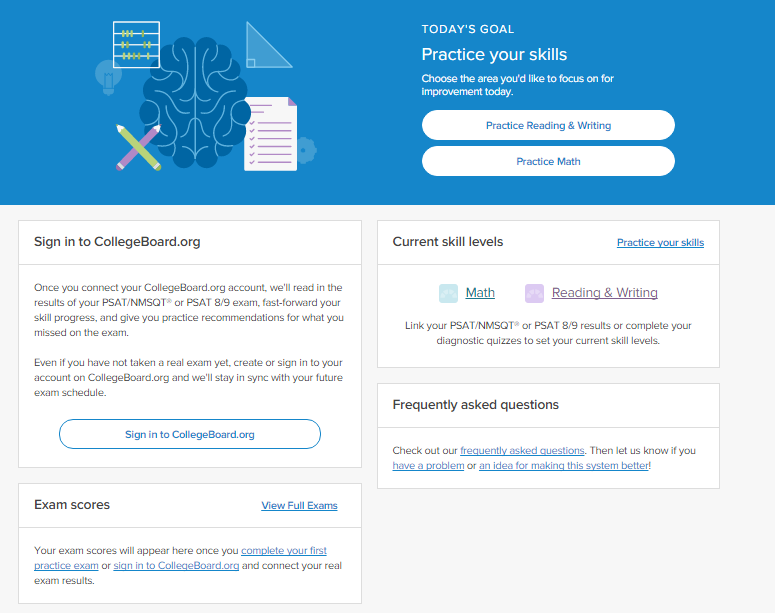 TODAY'S GOAL
Practice your skills
Choose the area you'd like to focus on for
improvement today.
Practice Reading & Writing
Practice Math
Sign in to CollegeBoard.org
Once you connect your CollegeBoard.org account, we'll read in the
results of your PSAT/NMSQT® or PSAT 8/9 exam, fast-forward your
skill progress, and give you practice recommendations for what you
missed on the exam.
Even if you have not taken a real exam yet, create or sign in to your
account on CollegeBoard.org and we'll stay in sync with your future
exam schedule.
Sign in to CollegeBoard.org
Exam scores
View Full Exams
Your exam scores will appear here once you complete your first
practice exam or sign in to CollegeBoard.org and connect your real
exam results.
Current skill levels
Practice your skills
Math
Reading & Writing
Link your PSAT/NMSQT® or PSAT 8/9 results or complete your
diagnostic quizzes to set your current skill levels.
Frequently asked questions
Check out our frequently asked questions. Then let us know if you
have a problem or an idea for making this system better!